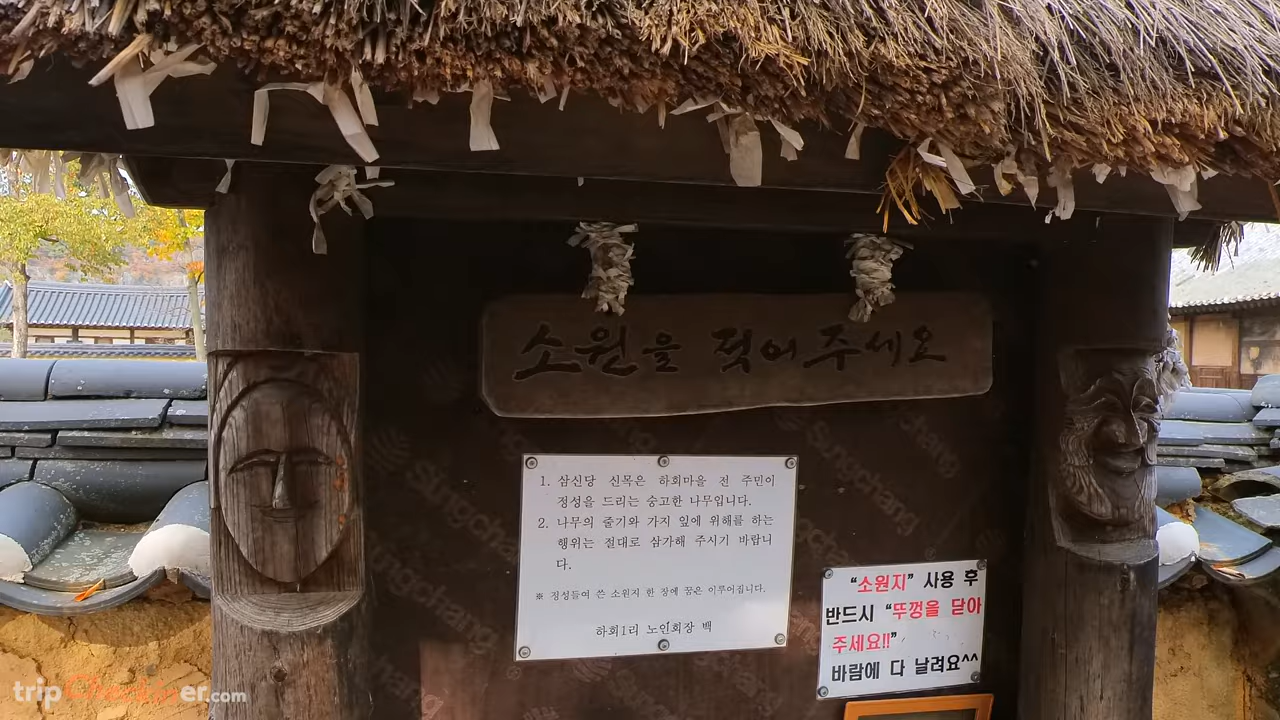 소원을 적어 주세요
1. 삼신당 신목은 하회마을 전 주민이
정성을 드리는 숭고한 나무입니다.
2. 나무의 줄기와 가지 잎에 위해를 하는
행위는 절대로 삼가해 주시기 바랍니
다.
※ 정성들여 쓴 소원지 한 장에 꿈은 이루어집니다.
하회1리 노인회장 백
“소원지” 사용 후
반드시 “뚜껑을 닫아
주세요!!”
바람에 다 날려요^^
Sungchang
Sungchang
Sungchang
trip er.com